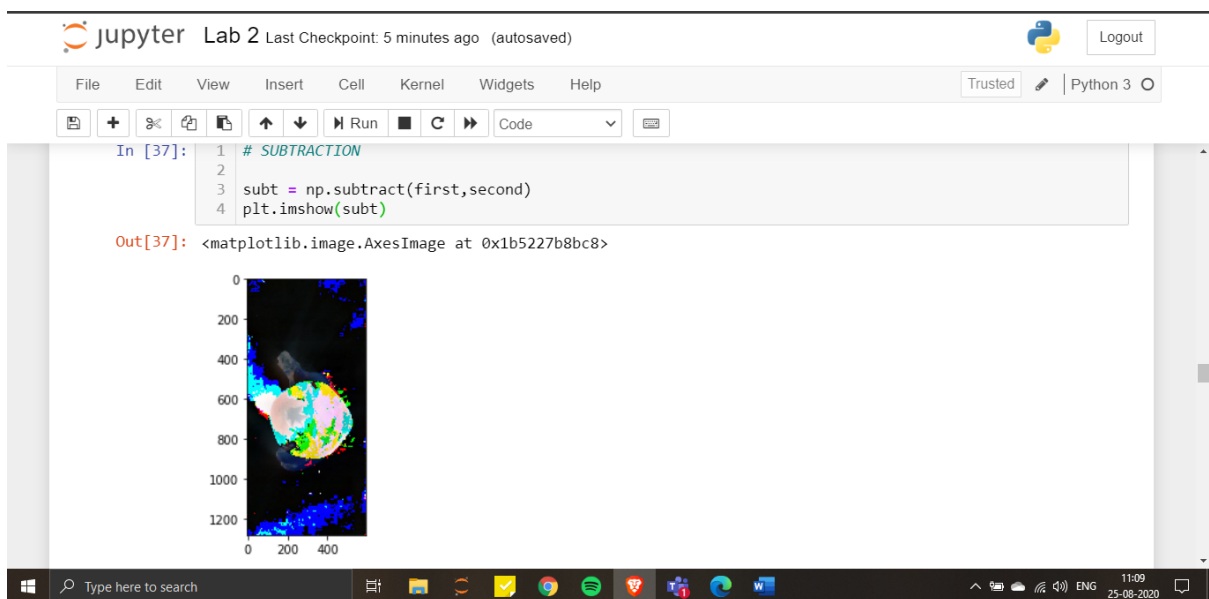 jupyter Lab 2 Last Checkpoint: 5 minutes ago (autosaved) Logout
File Edit View Insert Cell Kernel Widgets Help Trusted Python 3
Run Code
In [37]: 1 # SUBTRACTION
2
3 subt = np.subtract(first,second)
4 plt.imshow(subt)
Out[37]: <matplotlib.image.AxesImage at 0x1b5227b8bc8>
0
200
400
600
800
1000
1200
0 200 400
Type here to search ENG 11:09
25-08-2020